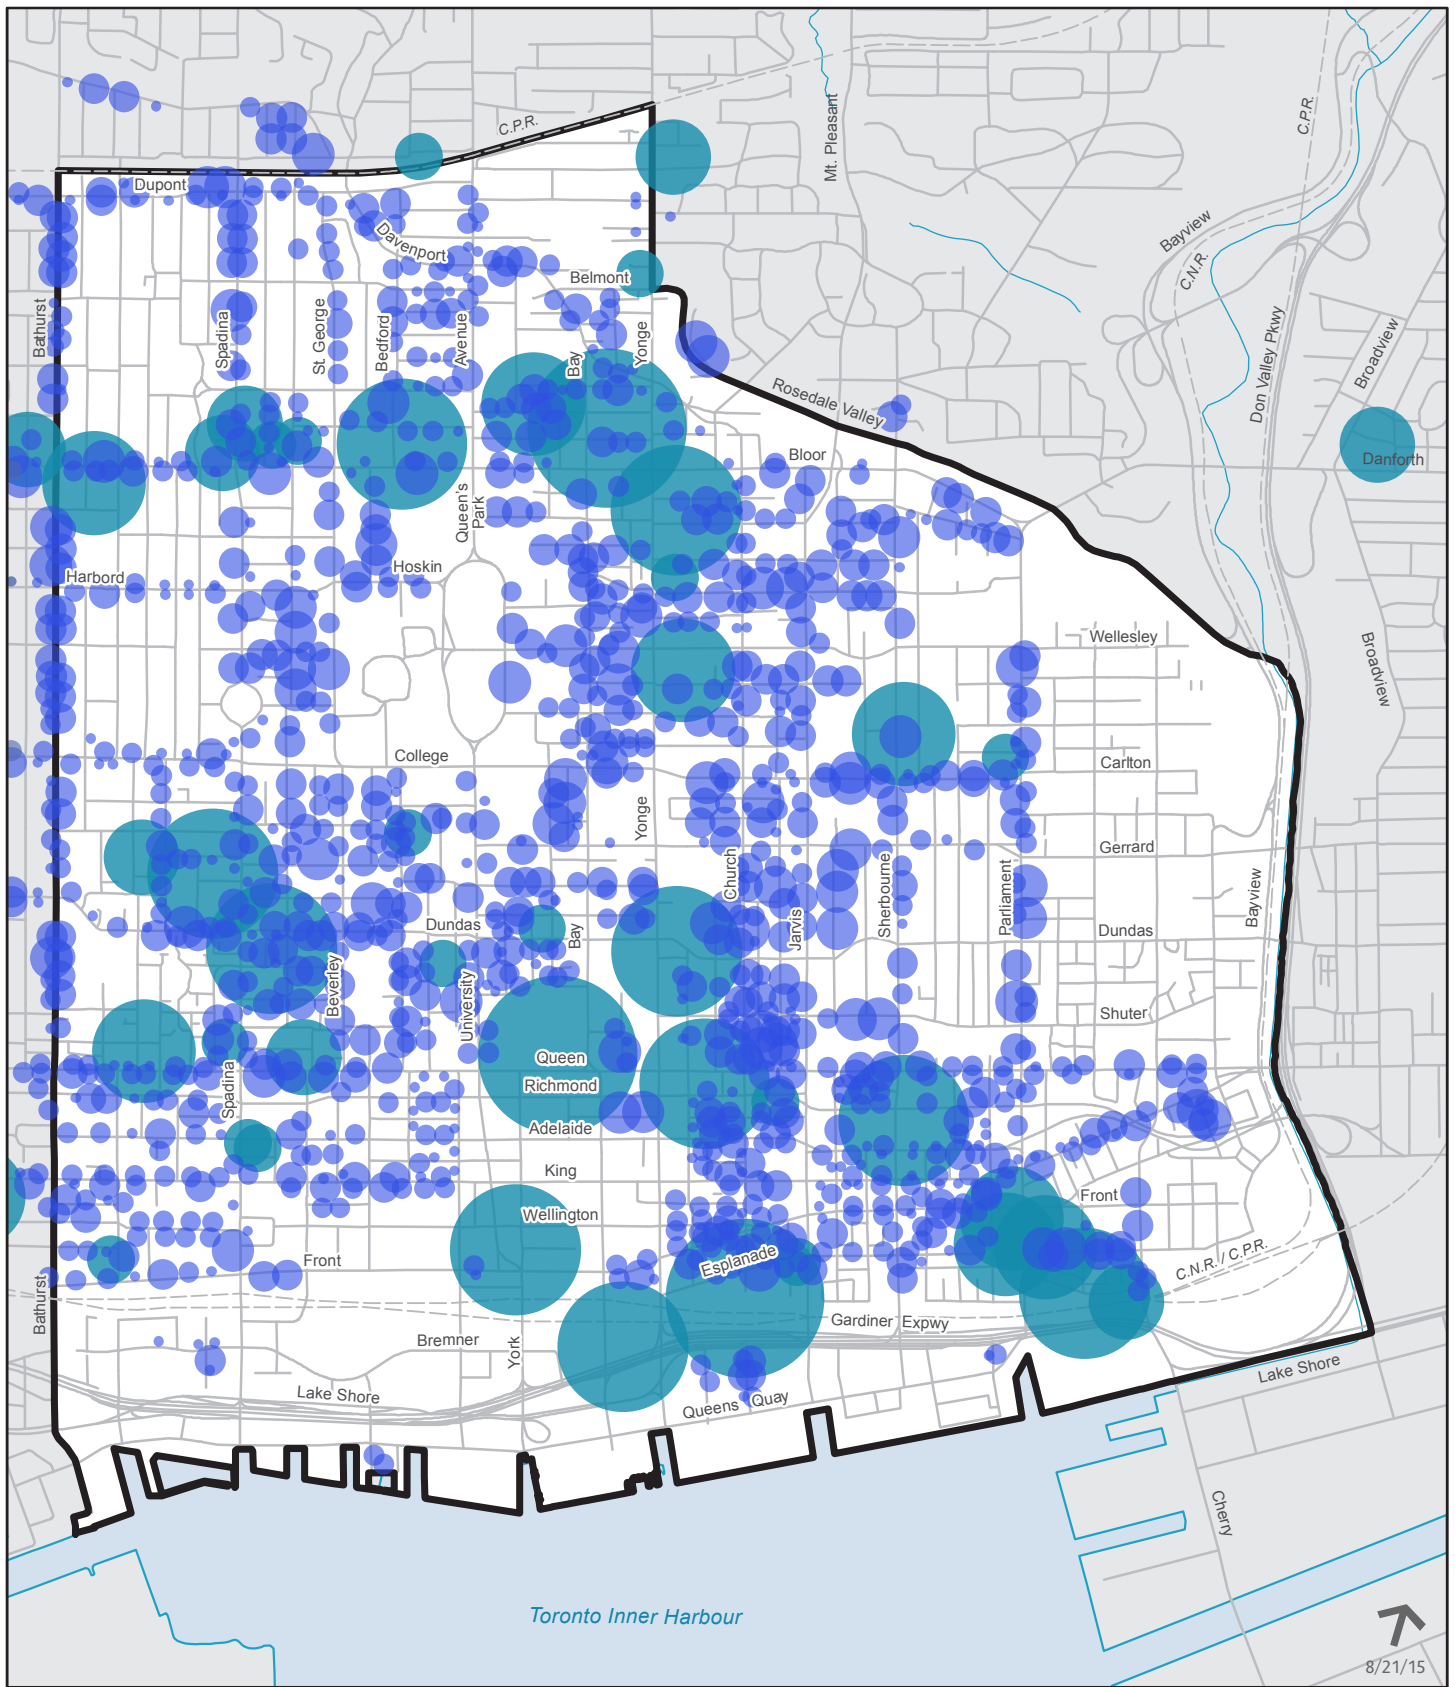 C.P.R.
Mt. Pleasant
C.P.R.
Dupont
Davenport
Belmont
Bayview
C.N.R.
Bathurst
Spadina
St. George
Bedford
Avenue
Bay
Yonge
Don Valley Pkwy
Broadview
Rosedale Valley
Bloor
Danforth
Queen's
Park
Harbord
Hoskin
Wellesley
Broadview
College
Carlton
Yonge
Gerrard
Church
Sherbourne
Parliament
Bayview
Jarvis
Dundas
Bay
Dundas
Beverley
University
Shuter
Queen
Spadina
Richmond
Adelaide
King
Front
Wellington
Esplanade
Front
C.N.R. / C.P.R.
Bathurst
Gardiner Expwy
Bremner
York
Lake Shore
Lake Shore
Queens Quay
Cherry
Toronto Inner Harbour
8/21/15